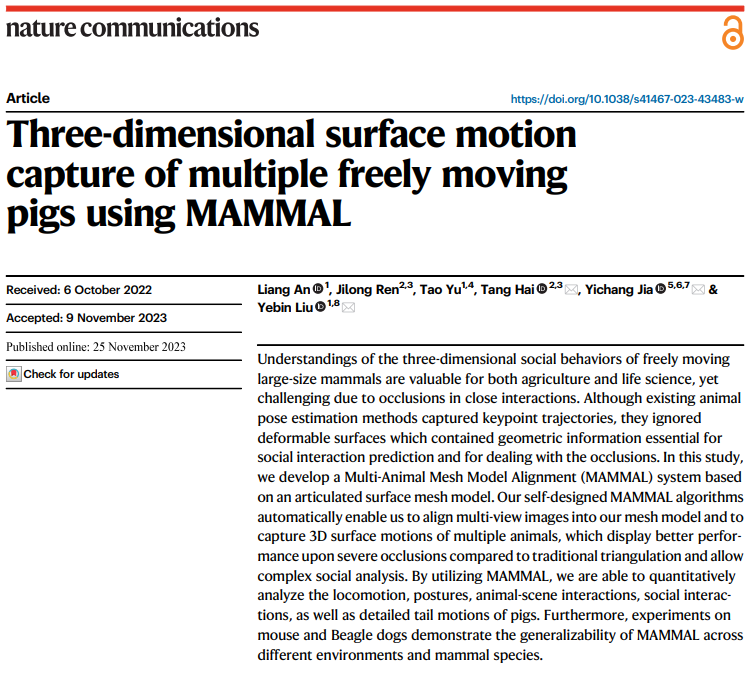 nature communications
Article
https://doi.org/10.1038/s41467-023-43483-w
Three-dimensional surface motion
capture of multiple freely moving
pigs using MAMMAL
Received: 6 October 2022
Accepted: 9 November 2023
Published online: 25 November 2023
Check for updates
Liang An 1, Jilong Ren2,3, Tao Yu1,4, Tang Hai 2,3 , Yichang Jia 5,6,7 &
Yebin Liu 1,8
Understandings of the three-dimensional social behaviors of freely moving
large-size mammals are valuable for both agriculture and life science, yet
challenging due to occlusions in close interactions. Although existing animal
pose estimation methods captured keypoint trajectories, they ignored
deformable surfaces which contained geometric information essential for
social interaction prediction and for dealing with the occlusions. In this study,
we develop a Multi-Animal Mesh Model Alignment (MAMMAL) system based
on an articulated surface mesh model. Our self-designed MAMMAL algorithms
automatically enable us to align multi-view images into our mesh model and to
capture 3D surface motions of multiple animals, which display better perfor-
mance upon severe occlusions compared to traditional triangulation and allow
complex social analysis. By utilizing MAMMAL, we are able to quantitatively
analyze the locomotion, postures, animal-scene interactions, social interac-
tions, as well as detailed tail motions of pigs. Furthermore, experiments on
mouse and Beagle dogs demonstrate the generalizability of MAMMAL across
different environments and mammal species.